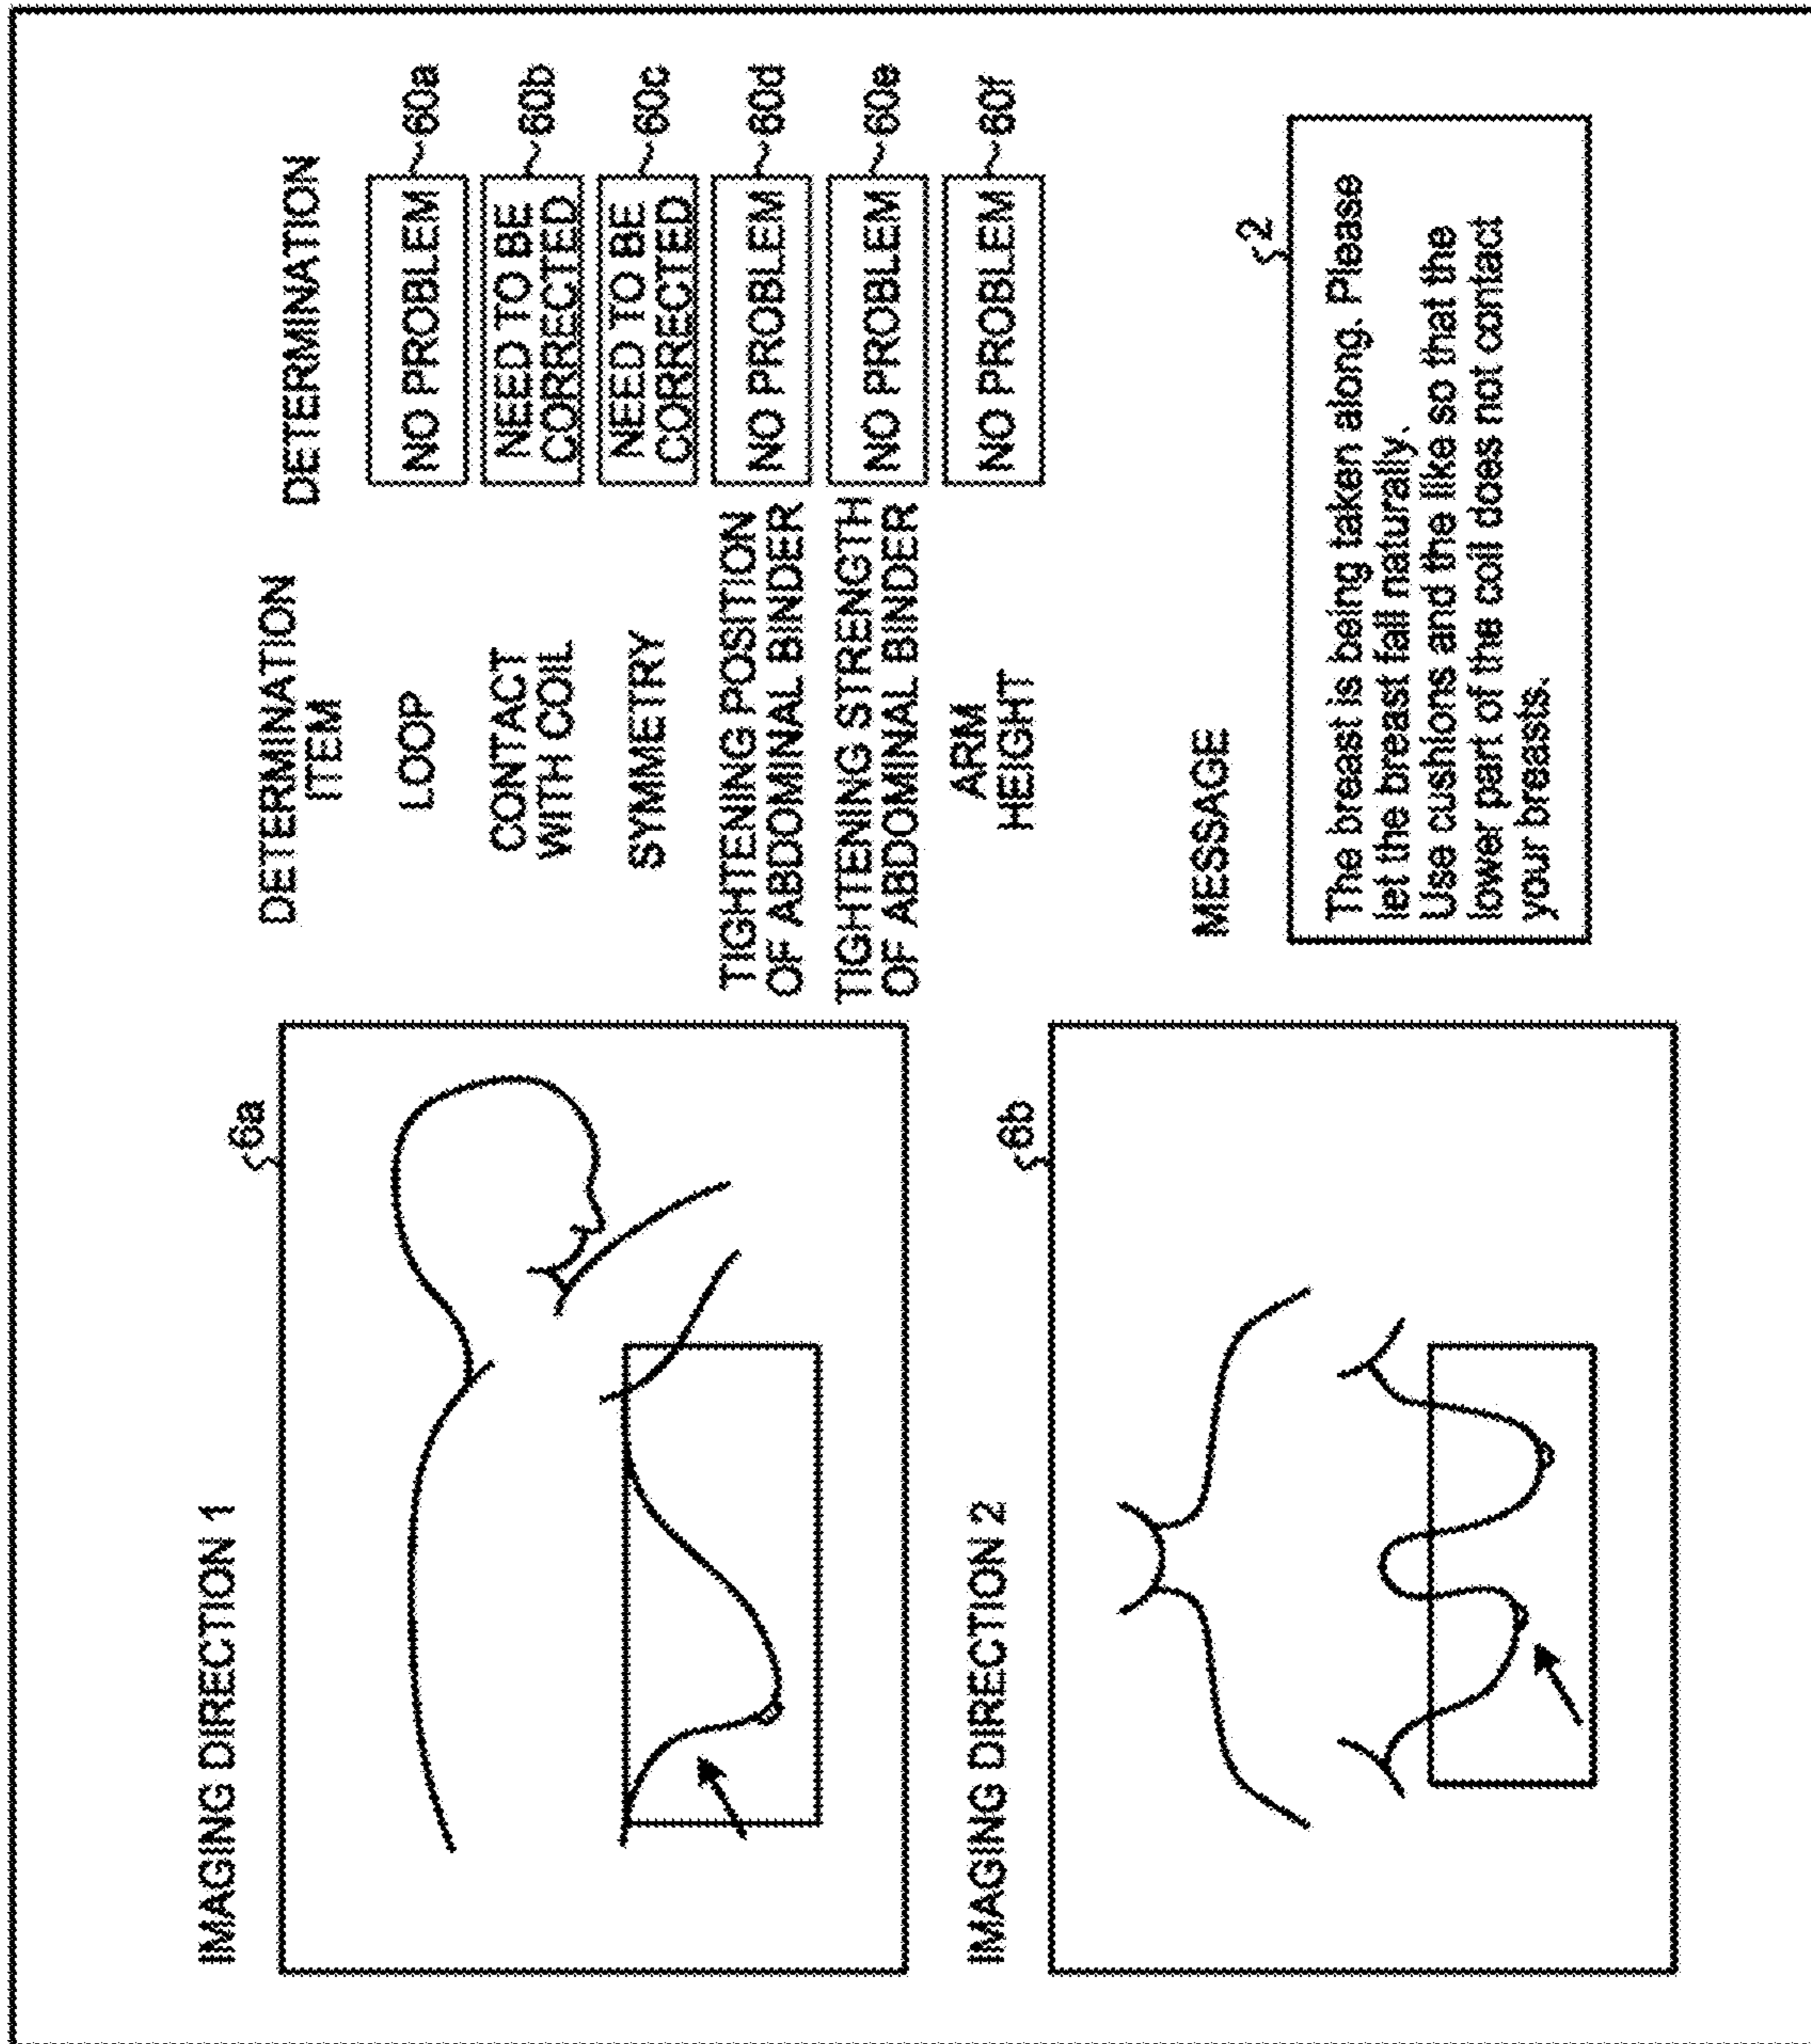 IMAGING DIRECTION 1
6a
IMAGING DIRECTION 2
6b
DETERMINATION
ITEM
DETERMINATION
LOOP
NO PROBLEM
60a
CONTACT
WITH COIL
NEED TO BE
CORRECTED
60b
SYMMETRY
NEED TO BE
CORRECTED
60c
TIGHTENING POSITION
OF ABDOMINAL BINDER
NO PROBLEM
60d
TIGHTENING STRENGTH
OF ABDOMINAL BINDER
NO PROBLEM
60e
ARM
HEIGHT
NO PROBLEM
60f
MESSAGE
2
The breast is being taken along. Please
let the breast fall naturally.
Use cushions and the like so that the
lower part of the coil does not contact
your breasts.